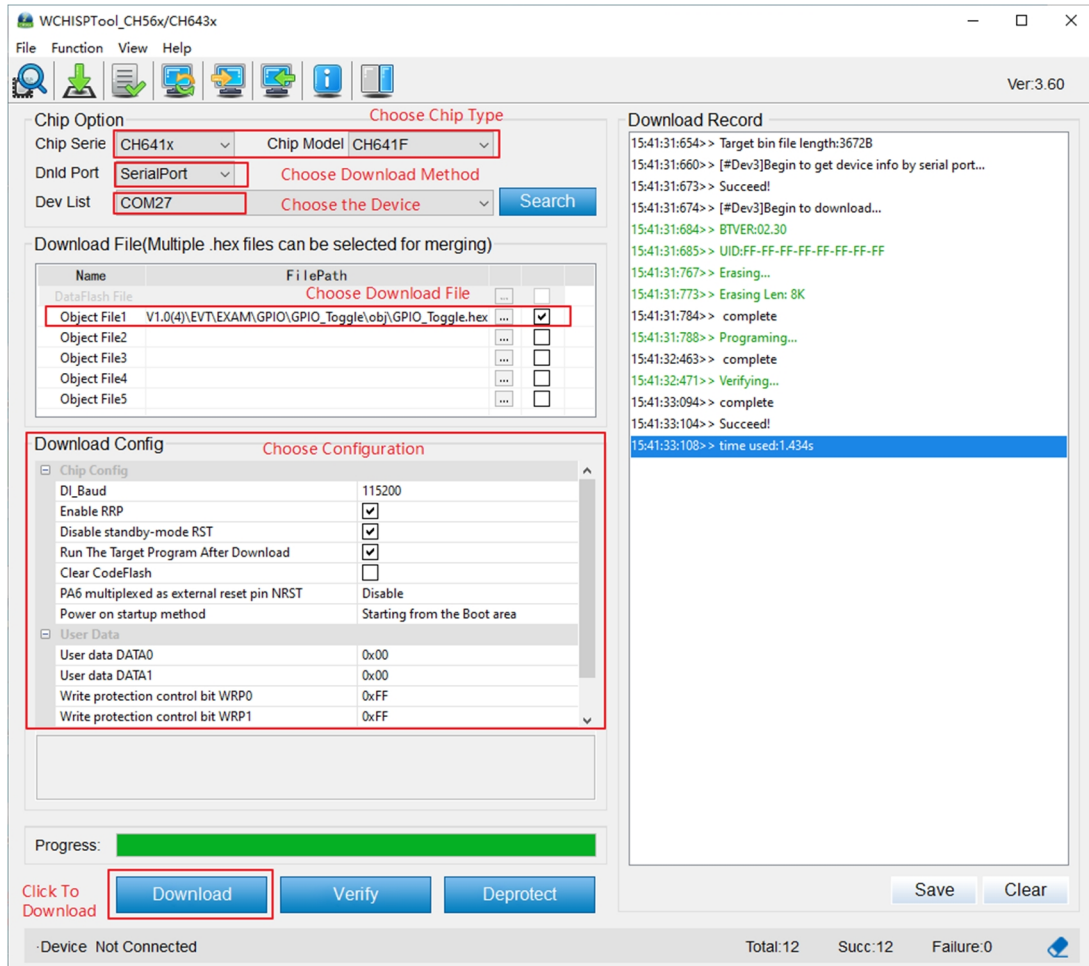 WCHISPTool_CH56x/CH643x
File Function View Help
Ver:3.60
Chip Option
Choose Chip Type
Chip Serie CH641x Chip Model CH641F
Dnld Port SerialPort Choose Download Method
Dev List COM27 Choose the Device Search
Download File(Multiple .hex files can be selected for merging)
Name FilePath
DataFlash File Choose Download File ...
Object File1 V1.0(4)\EVT\EXAM\GPIO\GPIO_Toggle\obj\GPIO_Toggle.hex ...
Object File2 ...
Object File3 ...
Object File4 ...
Object File5 ...
Download Config Choose Configuration
Chip Config
DI_Baud 115200
Enable RRP
Disable standby-mode RST
Run The Target Program After Download
Clear CodeFlash
PA6 multiplexed as external reset pin NRST Disable
Power on startup method Starting from the Boot area
User Data
User data DATA0 0x00
User data DATA1 0x00
Write protection control bit WRP0 0xFF
Write protection control bit WRP1 0xFF
Progress:
Click To
Download
Download Verify Deprotect
Download Record
15:41:31:654>> Target bin file length:3672B
15:41:31:660>> [#Dev3]Begin to get device info by serial port...
15:41:31:673>> Succeed!
15:41:31:674>> [#Dev3]Begin to download...
15:41:31:684>> BTVER:02.30
15:41:31:685>> UID:FF-FF-FF-FF-FF-FF-FF-FF
15:41:31:767>> Erasing...
15:41:31:773>> Erasing Len: 8K
15:41:31:784>> complete
15:41:31:788>> Programing...
15:41:32:463>> complete
15:41:32:471>> Verifying...
15:41:33:094>> complete
15:41:33:104>> Succeed!
15:41:33:108>> time used:1.434s
Save Clear
·Device Not Connected Total:12 Succ:12 Failure:0